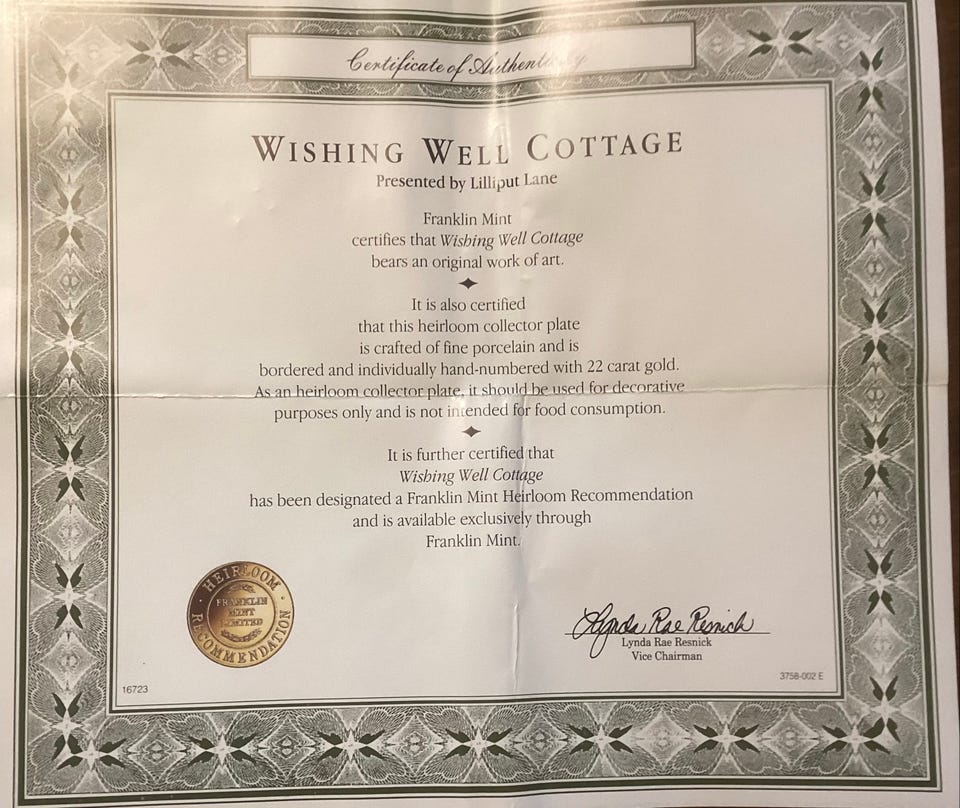 Certificate of Authenticity
WISHING WELL COTTAGE
Presented by Lilliput Lane
Franklin Mint
certifies that Wishing Well Cottage
bears an original work of art.
It is also certified
that this heirloom collector plate
is crafted of fine porcelain and is
bordered and individually hand-numbered with 22 carat gold.
As an heirloom collector plate, it should be used for decorative
purposes only and is not intended for food consumption.
It is further certified that
Wishing Well Cottage
has been designated a Franklin Mint Heirloom Recommendation
and is available exclusively through
Franklin Mint.
HEIRLOOM
FRANKLIN
MINT
LIMITED
RECOMMENDATION
Lynda Rae Resnick
Lynda Rae Resnick
Vice Chairman
16723
3758-002 E